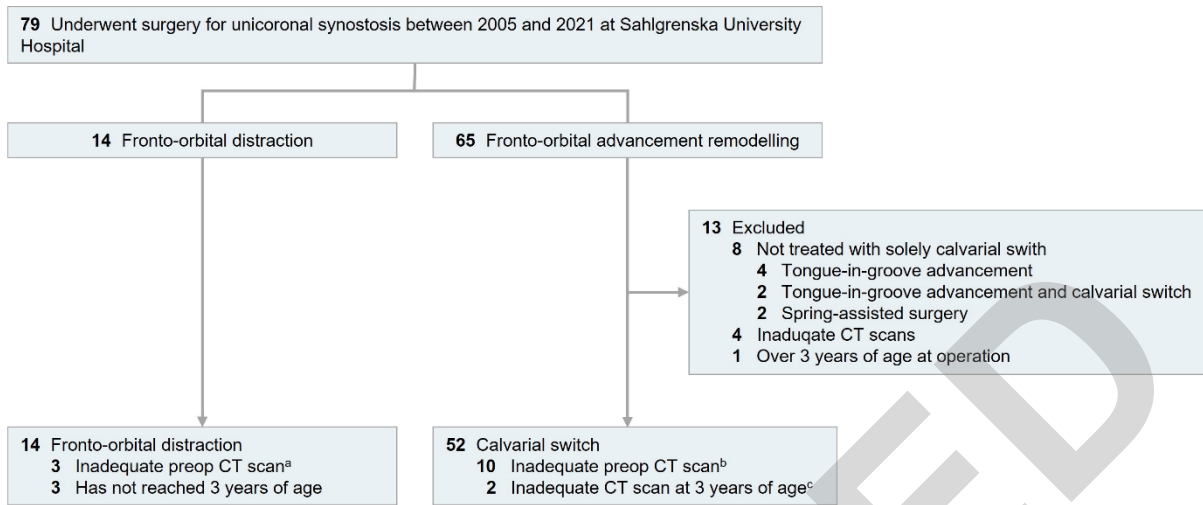 79 Underwent surgery for unicoronal synostosis between 2005 and 2021 at Sahlgrenska University
Hospital
14 Fronto-orbital distraction
65 Fronto-orbital advancement remodelling
13 Excluded
8 Not treated with solely calvarial swith
4 Tongue-in-groove advancement
2 Tongue-in-groove advancement and calvarial switch
2 Spring-assisted surgery
4 Inaduqate CT scans
1 Over 3 years of age at operation
14 Fronto-orbital distraction
3 Inadequate preop CT scanᵃ
3 Has not reached 3 years of age
52 Calvarial switch
10 Inadequate preop CT scanᵇ
2 Inadequate CT scan at 3 years of ageᶜ
ED